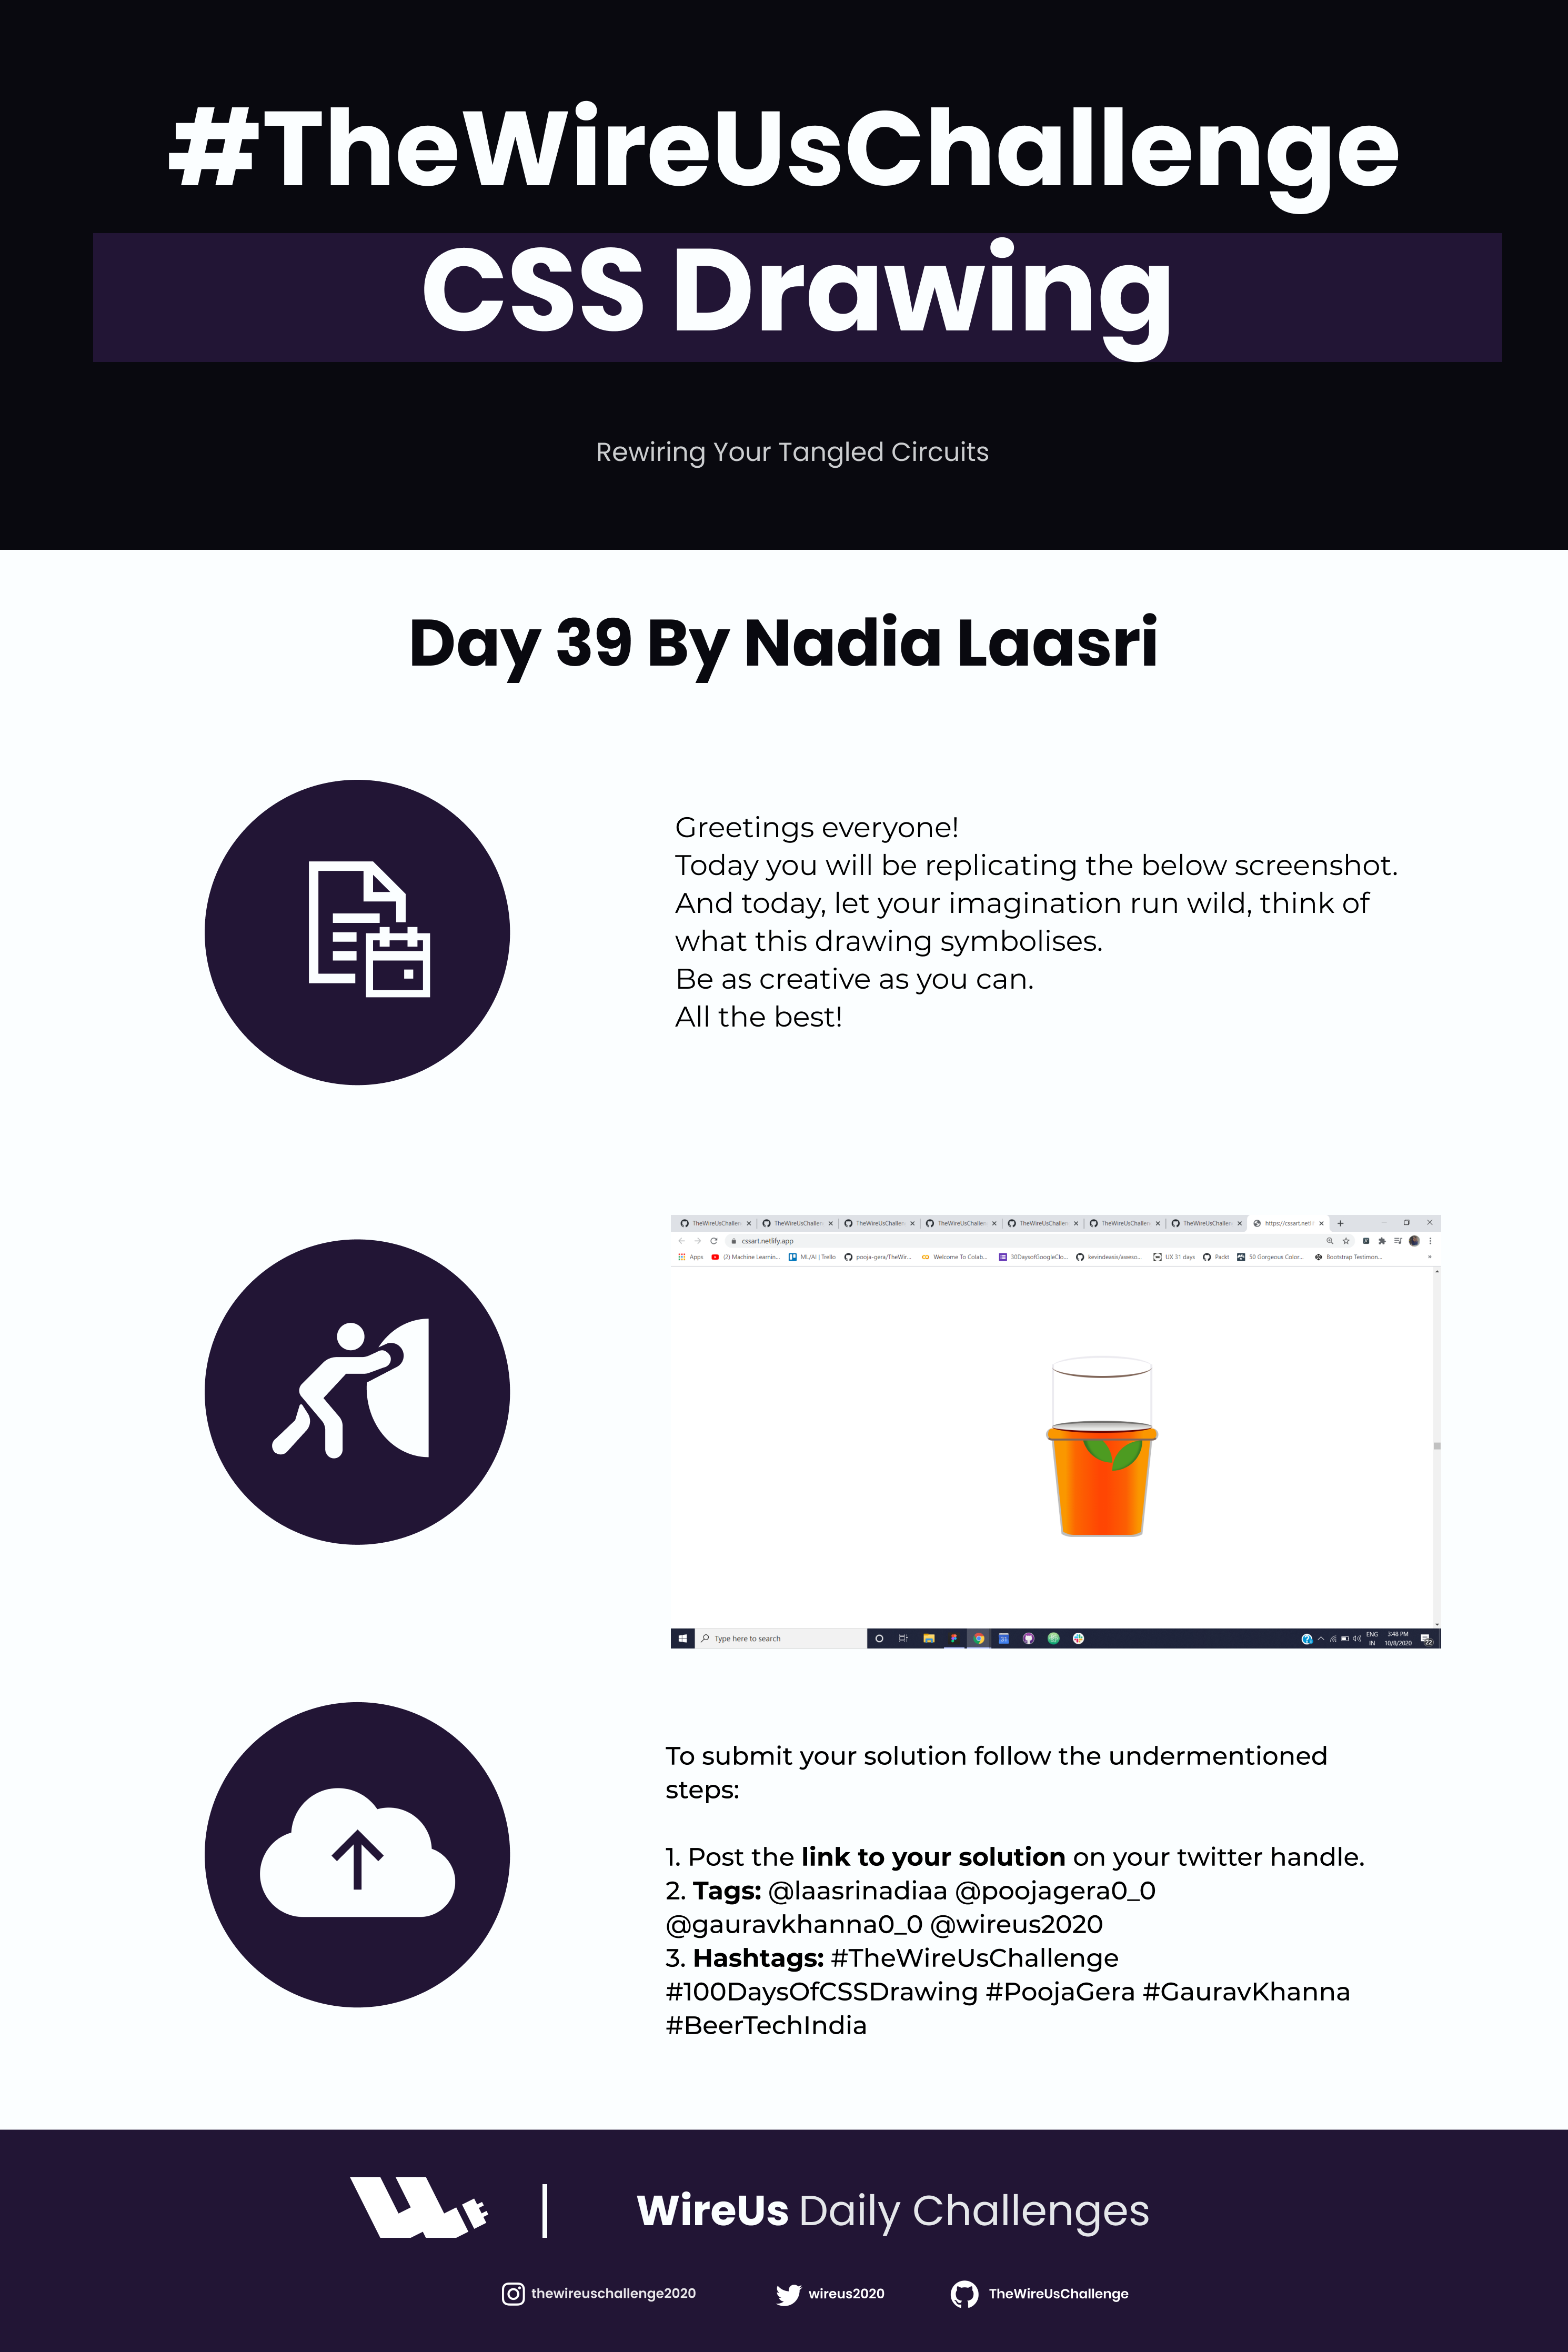 #TheWireUsChallenge
CSS Drawing
Rewiring Your Tangled Circuits
Day 39 By Nadia Laasri
Greetings everyone!
Today you will be replicating the below screenshot.
And today, let your imagination run wild, think of
what this drawing symbolises.
Be as creative as you can.
All the best!
TheWireUsChallen TheWireUsChallen TheWireUsChallen TheWireUsChallen TheWireUsChallen TheWireUsChallen TheWireUsChallen https://cssart.netli
cssart.netlify.app
Apps (2) Machine Learnin... ML/AI | Trello pooja-gera/TheWir... Welcome To Colab... 30DaysofGoogleClo... kevindeasis/aweso... UX 31 days Packt 50 Gorgeous Color... Bootstrap Testimon... »
Type here to search
ENG 3:48 PM
IN 10/8/2020 22
To submit your solution follow the undermentioned
steps:
1. Post the link to your solution on your twitter handle.
2. Tags: @laasrinadiaa @poojagera0_0
@gauravkhanna0_0 @wireus2020
3. Hashtags: #TheWireUsChallenge
#100DaysOfCSSDrawing #PoojaGera #GauravKhanna
#BeerTechIndia
WireUs Daily Challenges
thewireuschallenge2020 wireus2020 TheWireUsChallenge